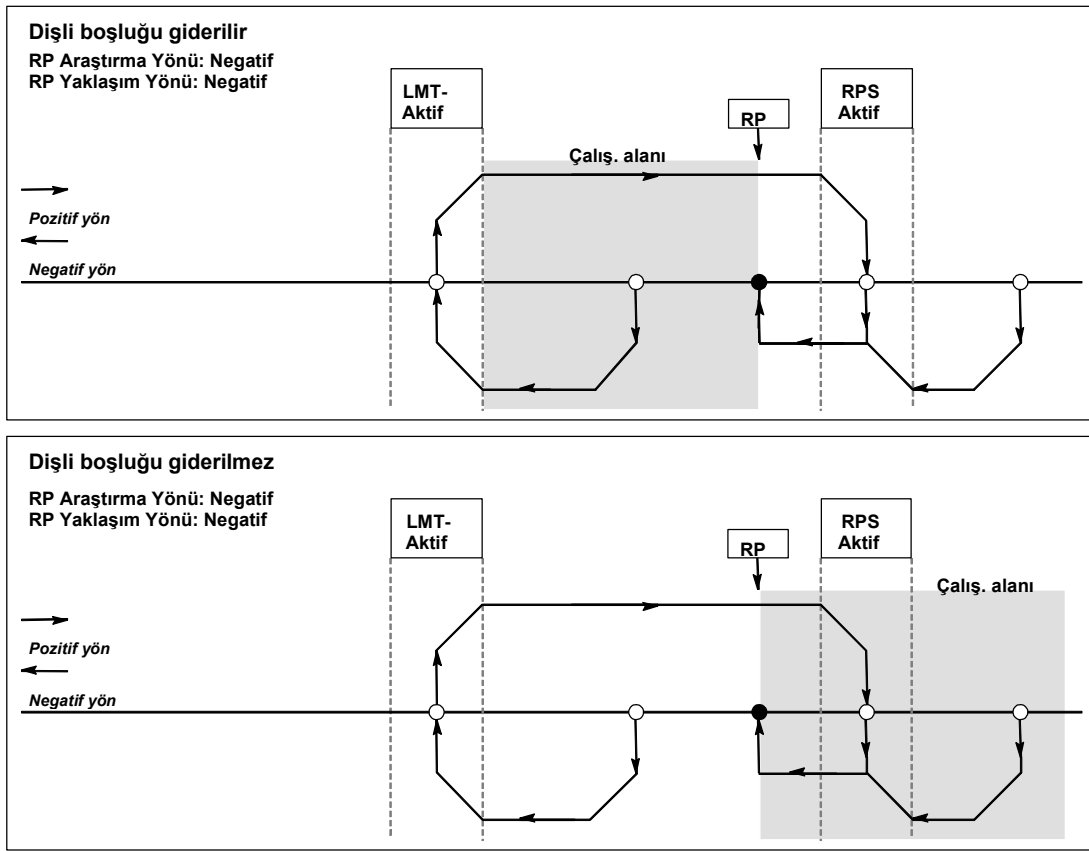 Dişli boşluğu giderilir
RP Araştırma Yönü: Negatif
RP Yaklaşım Yönü: Negatif
LMT-
Aktif
RP
RPS
Aktif
Çalış. alanı
Pozitif yön
Negatif yön
Dişli boşluğu giderilmez
RP Araştırma Yönü: Negatif
RP Yaklaşım Yönü: Negatif
LMT-
Aktif
RP
RPS
Aktif
Çalış. alanı
Pozitif yön
Negatif yön